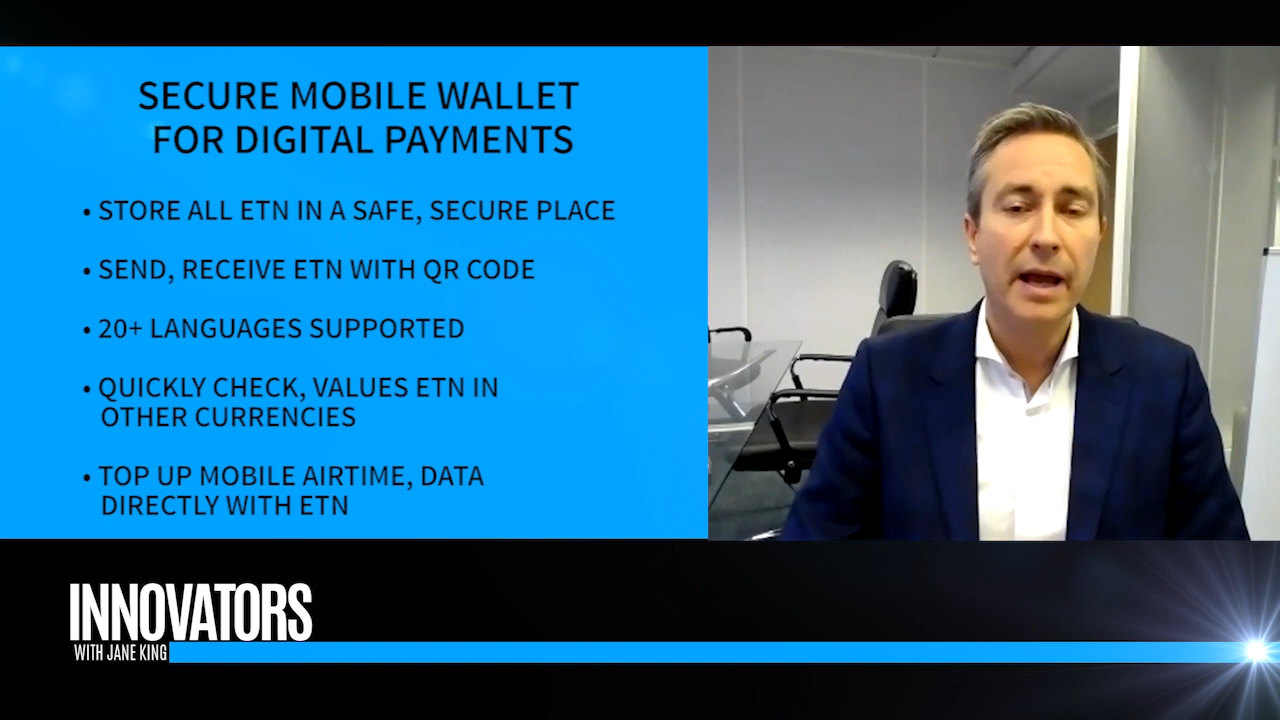 SECURE MOBILE WALLET
FOR DIGITAL PAYMENTS
• STORE ALL ETN IN A SAFE, SECURE PLACE
• SEND, RECEIVE ETN WITH QR CODE
• 20+ LANGUAGES SUPPORTED
• QUICKLY CHECK, VALUES ETN IN
OTHER CURRENCIES
• TOP UP MOBILE AIRTIME, DATA
DIRECTLY WITH ETN
INNOVATORS
WITH JANE KING